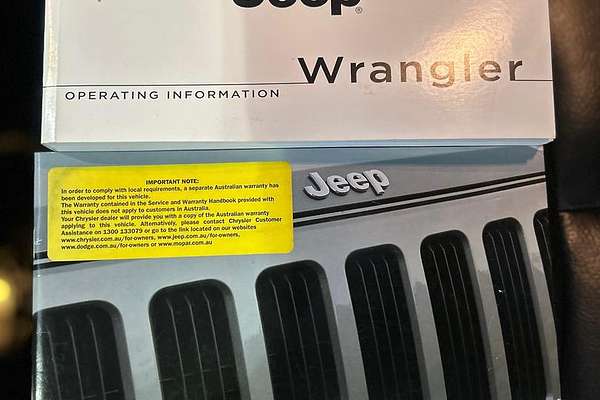 Jeep®
Wrangler
OPERATING INFORMATION
Jeep
IMPORTANT NOTE:
In order to comply with local requirements, a separate Australian warranty has
been developed for this vehicle.
The Warranty contained in the Service and Warranty Handbook provided with
this vehicle does not apply to customers in Australia.
Your Chrysler dealer will provide you with a copy of the Australian warranty
applying to this vehicle. Alternatively, please contact Chrysler Customer
Assistance on 1300 133079 or go to the link located on our websites
www.chrysler.com.au/for-owners, www.jeep.com.au/for-owners,
www.dodge.com.au/for-owners or www.mopar.com.au